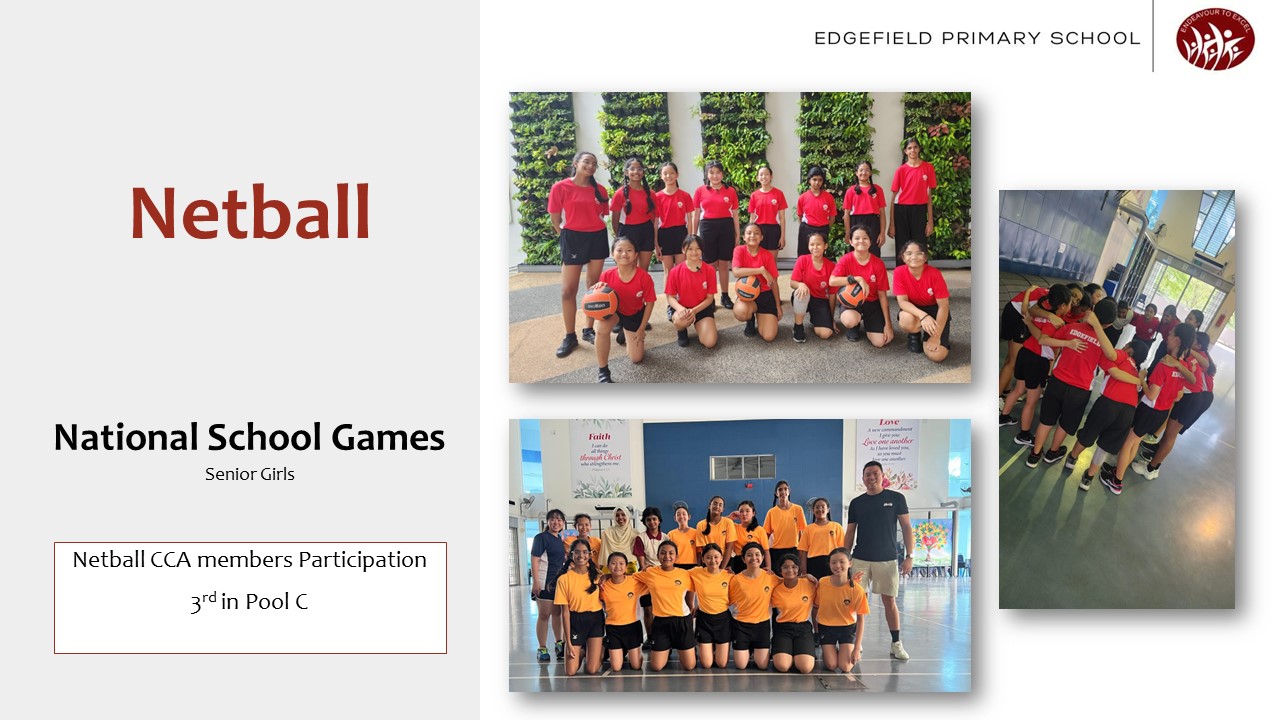 EDGEFIELD PRIMARY SCHOOL
ENDEAVOUR TO EXCEL
Netball
National School Games
Senior Girls
Netball CCA members Participation
3rd in Pool C
EDGEFIELD
Faith
I can do
all things
through Christ
who strengthens me.
Love
A new commandment
I give you:
Love one another
As I have loved you,
so you must
love one another.